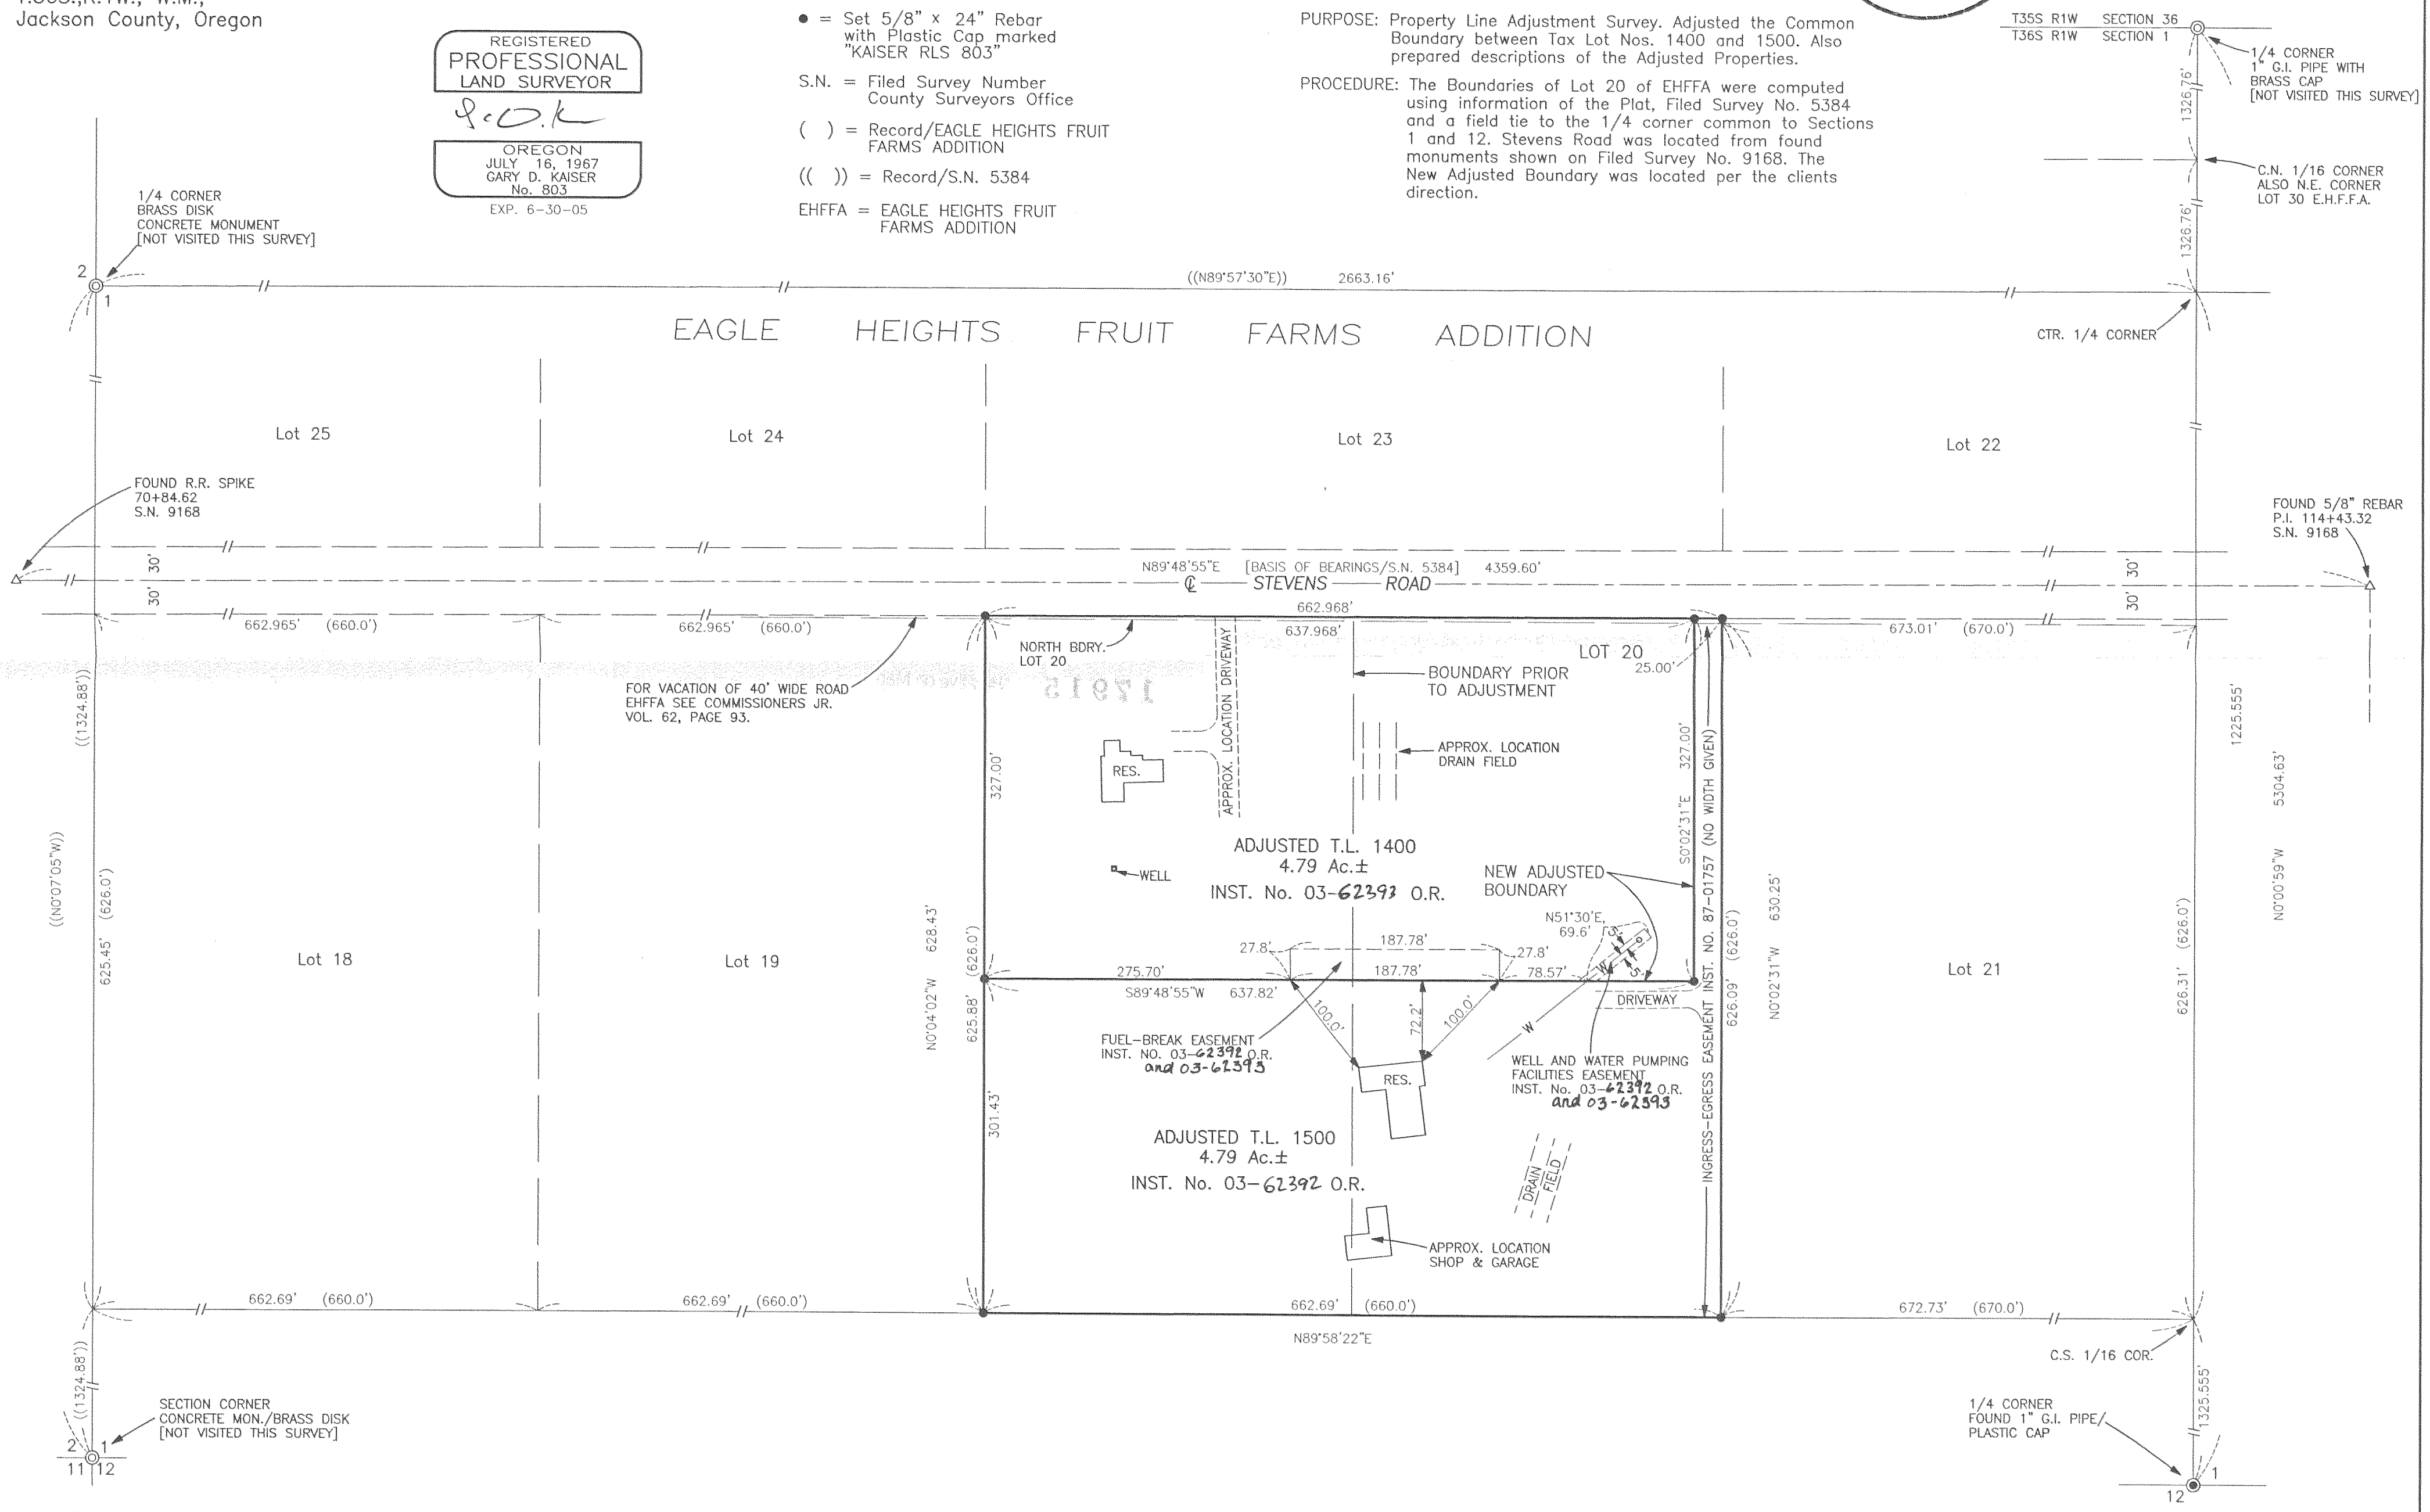 Jackson County, Oregon
REGISTERED
PROFESSIONAL
LAND SURVEYOR
OREGON
JULY 16, 1967
GARY D. KAISER
No. 803
EXP. 6-30-05
● = Set 5/8" x 24" Rebar
with Plastic Cap marked
"KAISER RLS 803"
S.N. = Filed Survey Number
County Surveyors Office
( ) = Record/EAGLE HEIGHTS FRUIT
FARMS ADDITION
(( )) = Record/S.N. 5384
EHFFA = EAGLE HEIGHTS FRUIT
FARMS ADDITION
PURPOSE: Property Line Adjustment Survey. Adjusted the Common
Boundary between Tax Lot Nos. 1400 and 1500. Also
prepared descriptions of the Adjusted Properties.
PROCEDURE: The Boundaries of Lot 20 of EHFFA were computed
using information of the Plat, Filed Survey No. 5384
and a field tie to the 1/4 corner common to Sections
1 and 12. Stevens Road was located from found
monuments shown on Filed Survey No. 9168. The
New Adjusted Boundary was located per the clients
direction.
T35S R1W SECTION 36
T36S R1W SECTION 1
1/4 CORNER
1" G.I. PIPE WITH
BRASS CAP
[NOT VISITED THIS SURVEY]
1326.76'
C.N. 1/16 CORNER
ALSO N.E. CORNER
LOT 30 E.H.F.F.A.
1326.76'
1/4 CORNER
BRASS DISK
CONCRETE MONUMENT
[NOT VISITED THIS SURVEY]
2
1
((N89°57'30"E)) 2663.16'
CTR. 1/4 CORNER
EAGLE HEIGHTS FRUIT FARMS ADDITION
Lot 25
Lot 24
Lot 23
Lot 22
FOUND R.R. SPIKE
70+84.62
S.N. 9168
FOUND 5/8" REBAR
P.I. 114+43.32
S.N. 9168
30'
30'
N89°48'55"E [BASIS OF BEARINGS/S.N. 5384] 4359.60'
℄ STEVENS ROAD
30'
30'
662.965' (660.0')
662.965' (660.0')
662.968'
637.968'
673.01' (670.0')
NORTH BDRY.
LOT 20
LOT 20
25.00'
FOR VACATION OF 40' WIDE ROAD
EHFFA SEE COMMISSIONERS JR.
VOL. 62, PAGE 93.
12915
BOUNDARY PRIOR
TO ADJUSTMENT
APPROX. LOCATION DRIVEWAY
APPROX. LOCATION
DRAIN FIELD
RES.
((1324.88'))
((N0°07'05"W))
625.45' (626.0')
327.00'
S0°02'31"E 327.00'
1225.555'
N0°00'59"W 5304.63'
ADJUSTED T.L. 1400
4.79 Ac.±
INST. No. 03-62393 O.R.
WELL
NEW ADJUSTED
BOUNDARY
INGRESS-EGRESS EASEMENT INST. NO. 87-01757 (NO WIDTH GIVEN)
N51°30'E
69.6'
3'
5'
W
W
27.8'
187.78'
27.8'
275.70'
187.78'
78.57'
S89°48'55"W 637.82'
DRIVEWAY
N0°04'02"W 628.43'
625.88' (626.0')
626.09' (626.0')
N0°02'31"W 630.25'
626.31' (626.0')
Lot 18
Lot 19
Lot 21
100.0'
72.2'
100.0'
FUEL-BREAK EASEMENT
INST. NO. 03-62392 O.R.
and 03-62393
WELL AND WATER PUMPING
FACILITIES EASEMENT
INST. No. 03-62392 O.R.
and 03-62393
RES.
301.43'
ADJUSTED T.L. 1500
4.79 Ac.±
INST. No. 03-62392 O.R.
DRAIN
FIELD
APPROX. LOCATION
SHOP & GARAGE
662.69' (660.0')
662.69' (660.0')
662.69' (660.0')
672.73' (670.0')
N89°58'22"E
C.S. 1/16 COR.
((1324.88'))
1325.555'
SECTION CORNER
CONCRETE MON./BRASS DISK
[NOT VISITED THIS SURVEY]
2 1
11 12
1/4 CORNER
FOUND 1" G.I. PIPE/
PLASTIC CAP
1
12